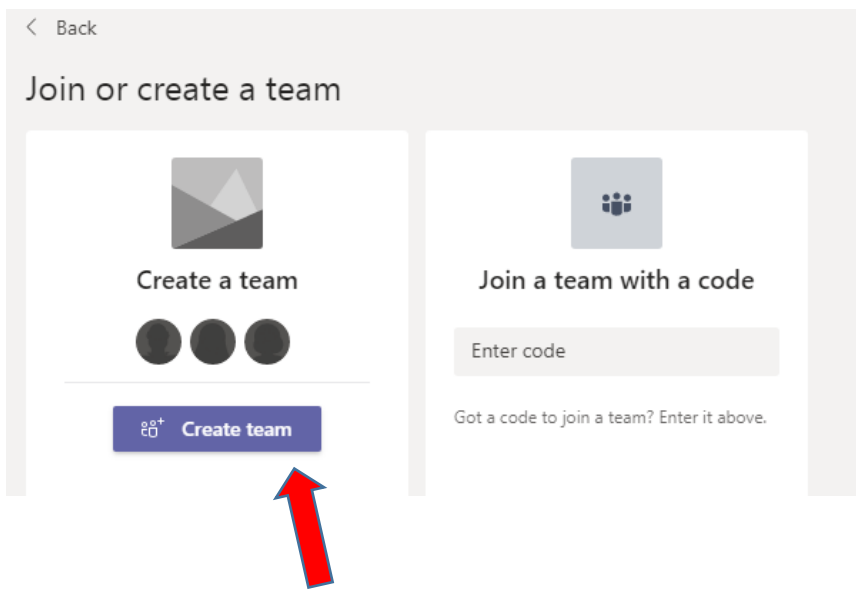 Back
Join or create a team
Create a team
Create team
Join a team with a code
Enter code
Got a code to join a team? Enter it above.